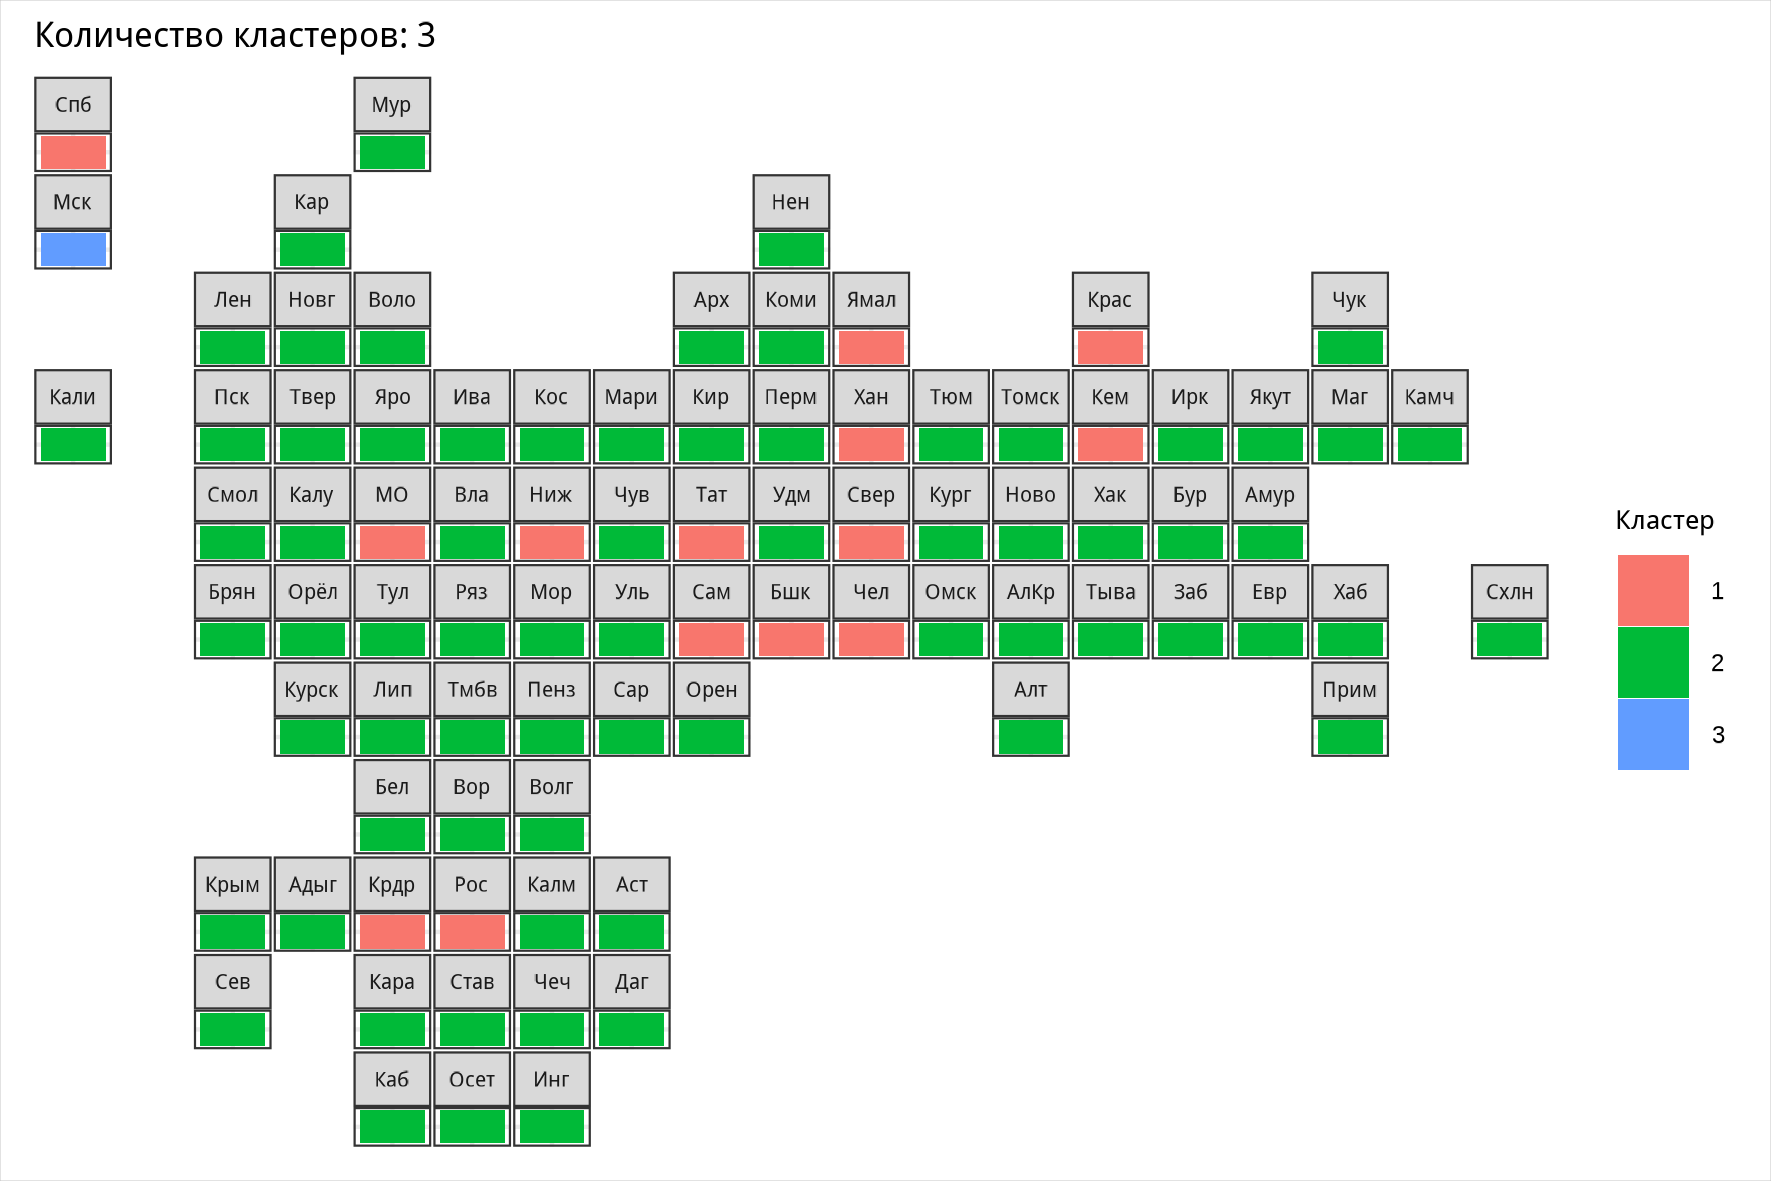 Количество кластеров: 3
Спб
Мур
Мск
Кар
Нен
Лен Новг Воло Арх Коми Ямал Крас Чук
Кали Пск Твер Яро Ива Кос Мари Кир Перм Хан Тюм Томск Кем Ирк Якут Маг Камч
Смол Калу МО Вла Ниж Чув Тат Удм Свер Кург Ново Хак Бур Амур
Брян Орёл Тул Ряз Мор Уль Сам Бшк Чел Омск АлКр Тыва Заб Евр Хаб Схлн
Курск Лип Тмбв Пенз Сар Орен Алт Прим
Бел Вор Волг
Крым Адыг Крдр Рос Калм Аст
Сев Кара Став Чеч Даг
Каб Осет Инг
Кластер
1
2
3